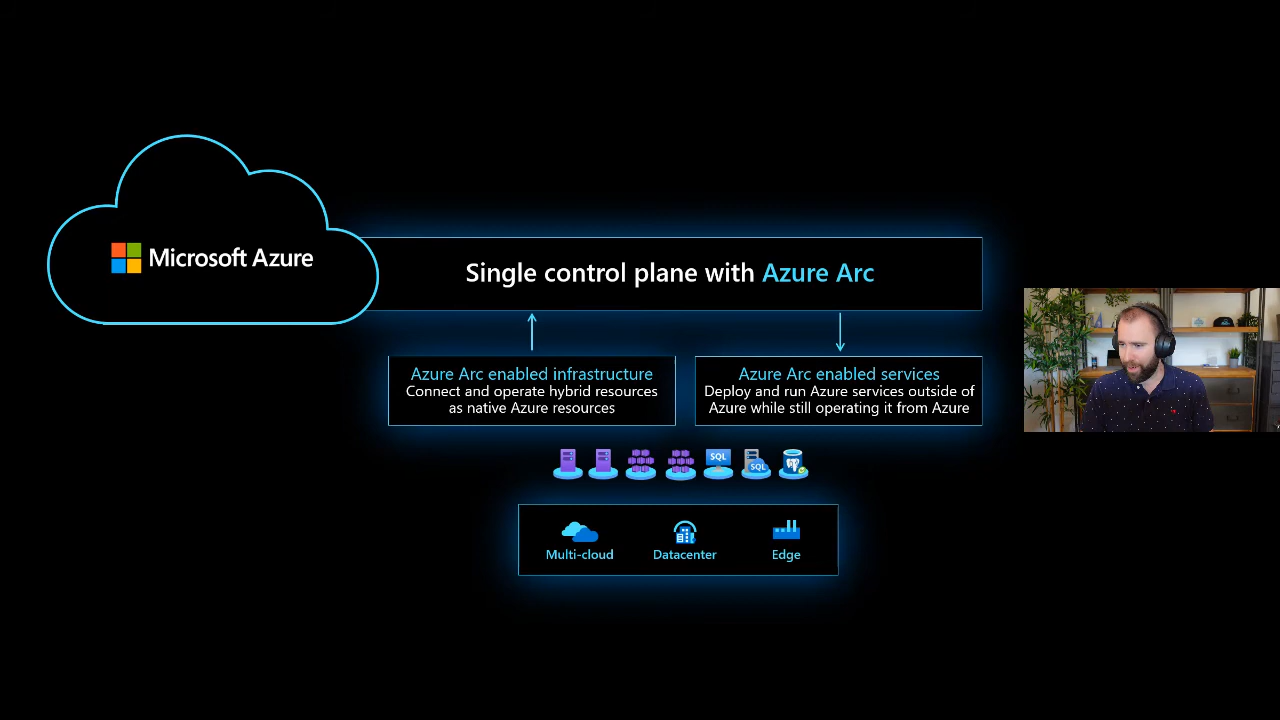 Microsoft Azure
Single control plane with Azure Arc
Azure Arc enabled infrastructure
Connect and operate hybrid resources
as native Azure resources
Azure Arc enabled services
Deploy and run Azure services outside of
Azure while still operating it from Azure
SQL
SQL
Multi-cloud
Datacenter
Edge